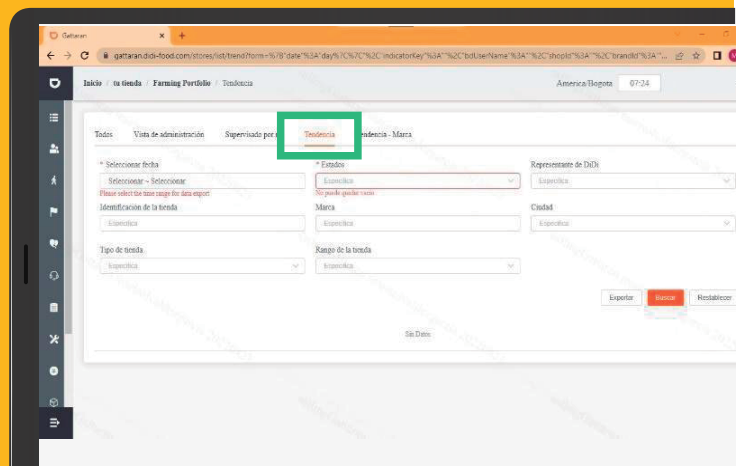 Gattaran
gattaran.didi-food.com/stores/list/trend?form=%7B"date"%3A"day%7C%7C"%2C"indicatorKey"%3A""%2C"bdUserName"%3A""%2C"shopId"%3A""%2C"brandId"%3A"...
Inicio / tu tienda / Farming Portfolio / Tendencia
America/Bogota 07:24
Todos Vista de administración Supervisado por Tendencia endencia - Marca
* Seleccionar fecha * Estados Representante de DiDi
Seleccionar ~ Seleccionar Especifica Especifica
Please select the time range for data export No puede quedar vacío
Identificación de la tienda Marca Ciudad
Especifica Especifica Especifica
Tipo de tienda Rango de la tienda
Especifica Especifica
Exportar Buscar Restablecer
Sin Datos